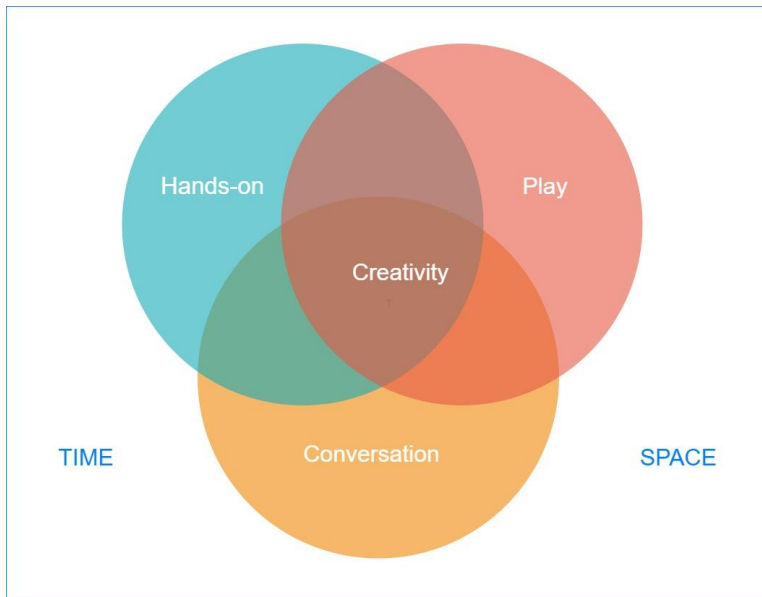 Hands-on
Play
Creativity
Conversation
TIME
SPACE